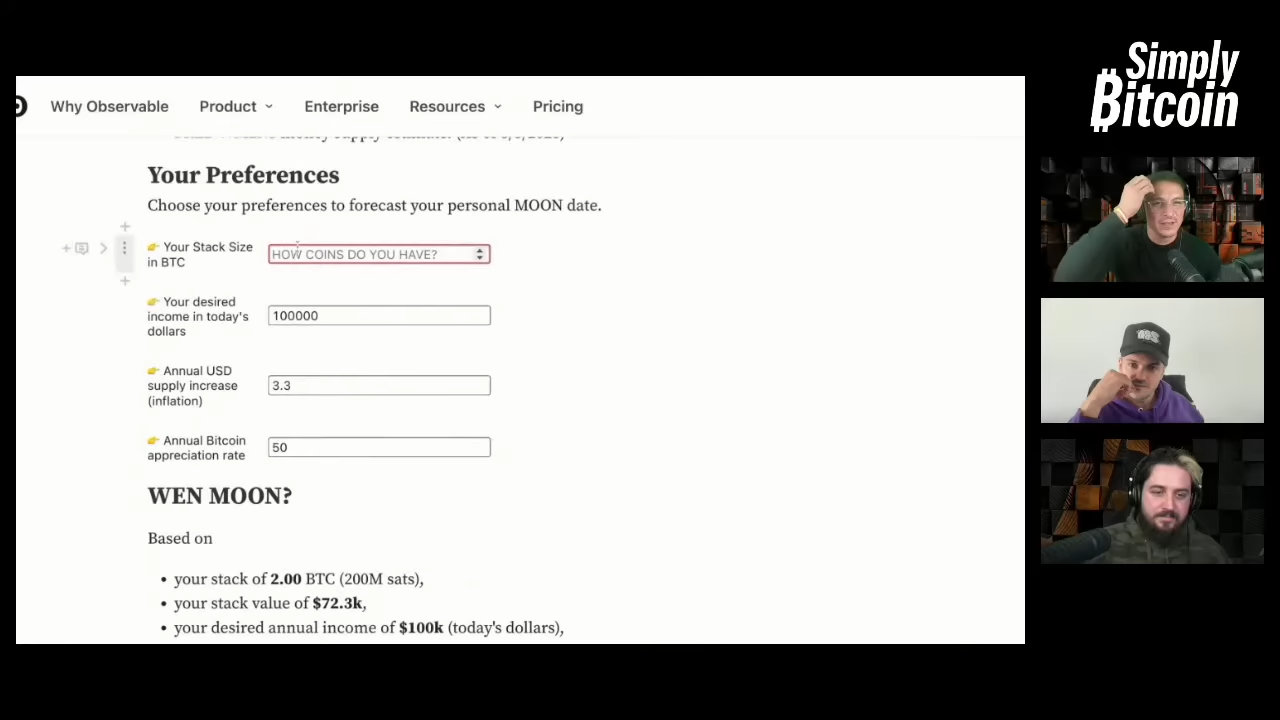 Simply
Bitcoin
Why Observable
Product
Enterprise
Resources
Pricing
Your Preferences
Choose your preferences to forecast your personal MOON date.
👉 Your Stack Size
in BTC
HOW COINS DO YOU HAVE?
👉 Your desired
income in today's
dollars
100000
👉 Annual USD
supply increase
(inflation)
3.3
👉 Annual Bitcoin
appreciation rate
50
WEN MOON?
Based on
• your stack of 2.00 BTC (200M sats),
• your stack value of $72.3k,
• your desired annual income of $100k (today's dollars),